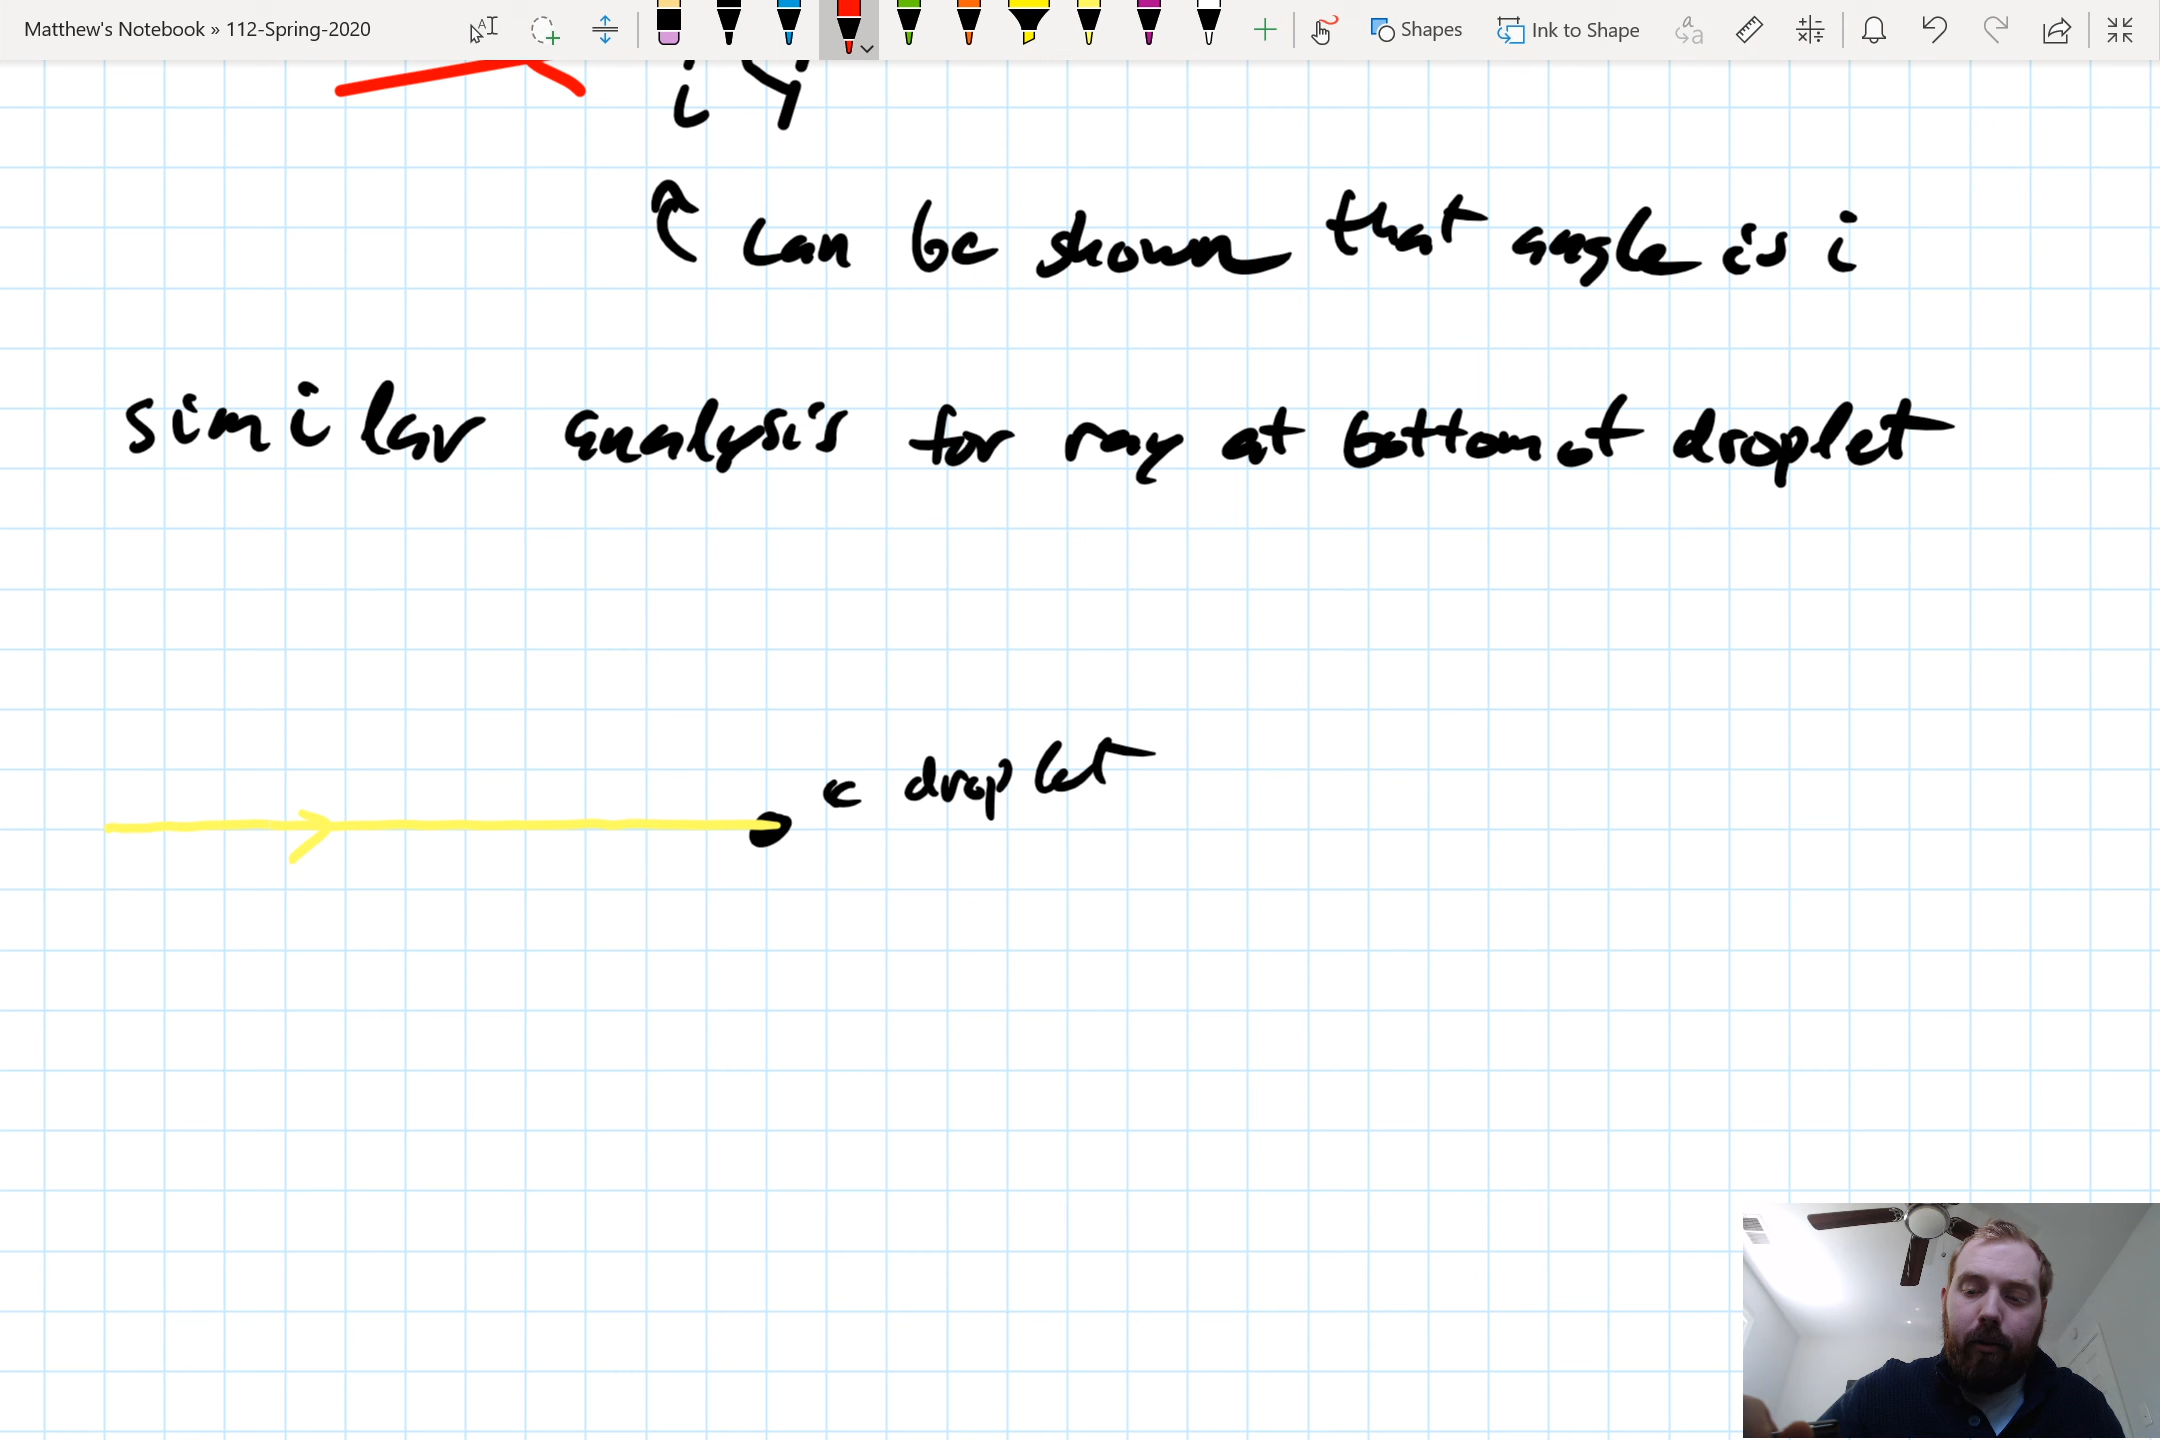 Matthew's Notebook » 112-Spring-2020
Shapes
Ink to Shape
i
↑ can be shown that angle is i
similar analysis for ray at bottom of droplet
← droplet